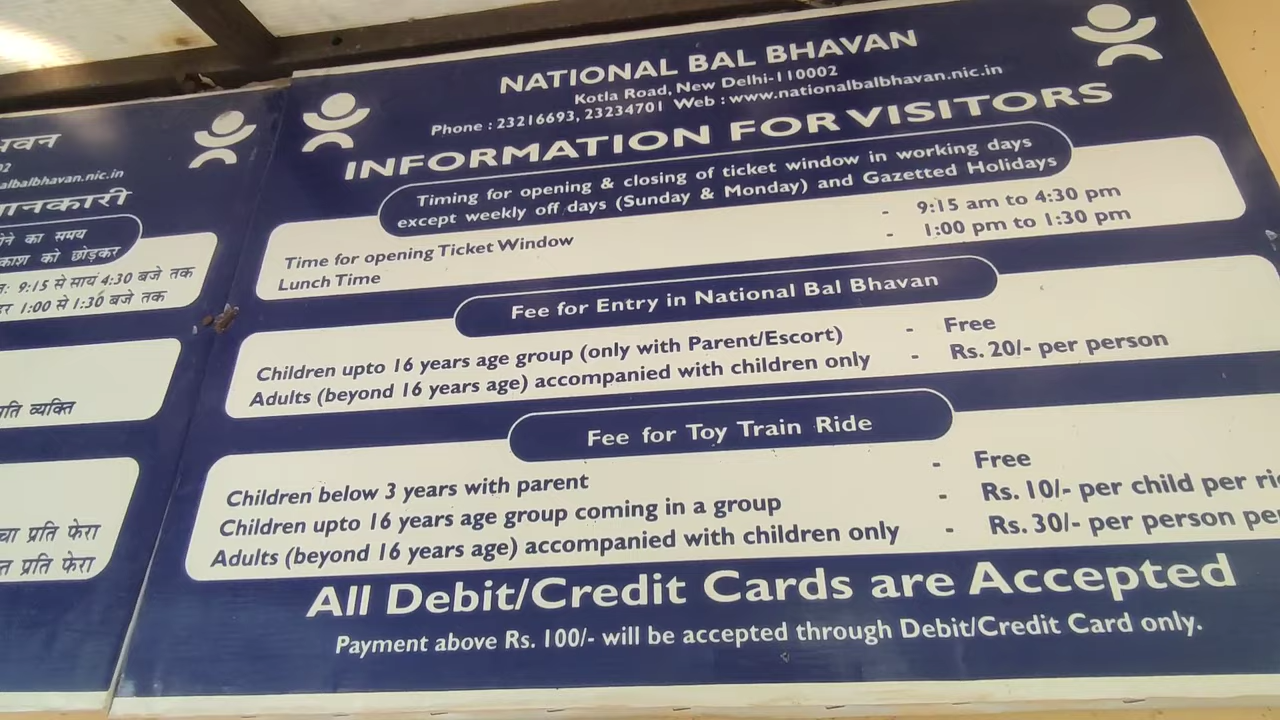 भवन
albalbhavan.nic.in
जानकारी
होने का समय
काश को छोड़कर
9:15 से सायं 4:30 बजे तक
1:00 से 1:30 बजे तक
प्रति व्यक्ति
प्रति फेरा
प्रति फेरा
NATIONAL BAL BHAVAN
Kotla Road, New Delhi-110002
Phone : 23216693, 23234701 Web : www.nationalbalbhavan.nic.in
INFORMATION FOR VISITORS
Timing for opening & closing of ticket window in working days
except weekly off days (Sunday & Monday) and Gazetted Holidays
Time for opening Ticket Window - 9:15 am to 4:30 pm
Lunch Time - 1:00 pm to 1:30 pm
Fee for Entry in National Bal Bhavan
Children upto 16 years age group (only with Parent/Escort) - Free
Adults (beyond 16 years age) accompanied with children only - Rs. 20/- per person
Fee for Toy Train Ride
Children below 3 years with parent - Free
Children upto 16 years age group coming in a group - Rs. 10/- per child per
Adults (beyond 16 years age) accompanied with children only - Rs. 30/- per person
All Debit/Credit Cards are Accepted
Payment above Rs. 100/- will be accepted through Debit/Credit Card only.